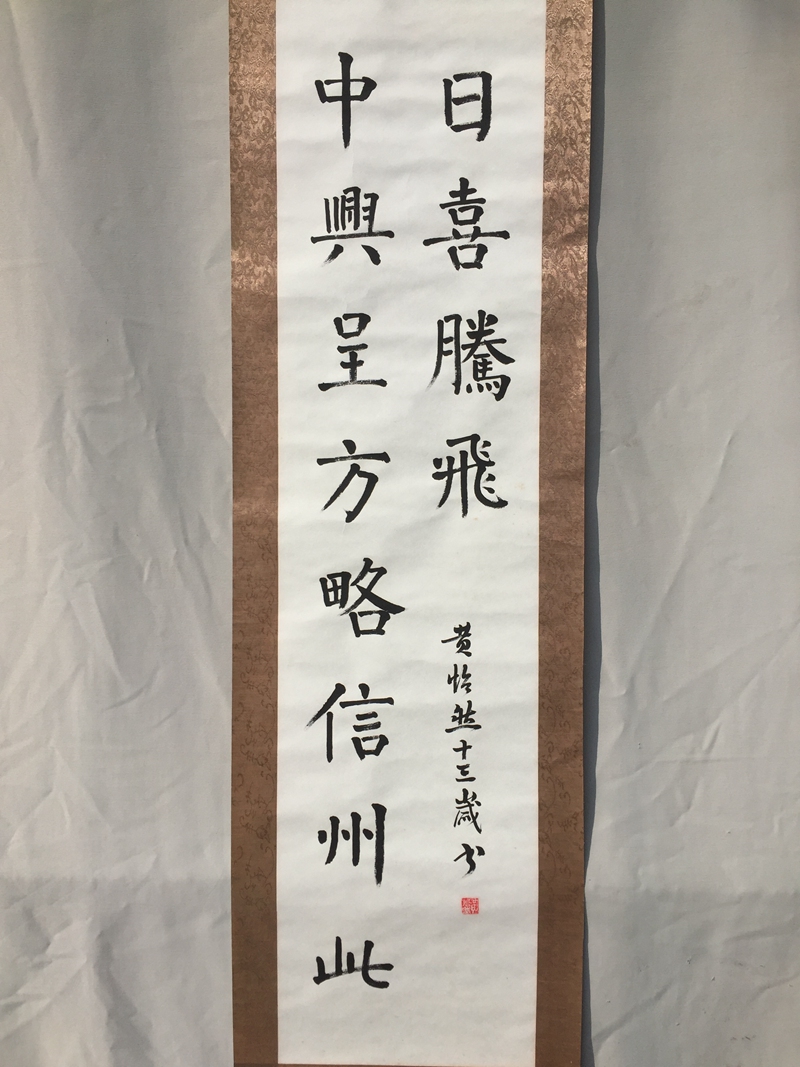 中興呈方略信州此
日喜騰飛
黄怡然十三歲书